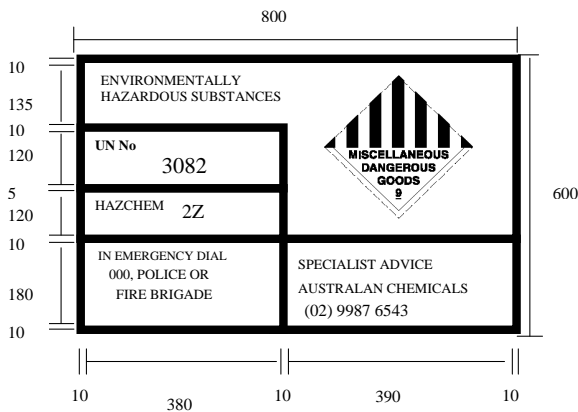 800
10
135
10
120
5
120
10
180
10
ENVIRONMENTALLY
HAZARDOUS SUBSTANCES
UN No
3082
HAZCHEM 2Z
IN EMERGENCY DIAL
000, POLICE OR
FIRE BRIGADE
MISCELLANEOUS
DANGEROUS
GOODS
9
SPECIALIST ADVICE
AUSTRALAN CHEMICALS
(02) 9987 6543
600
10 380 10 390 10